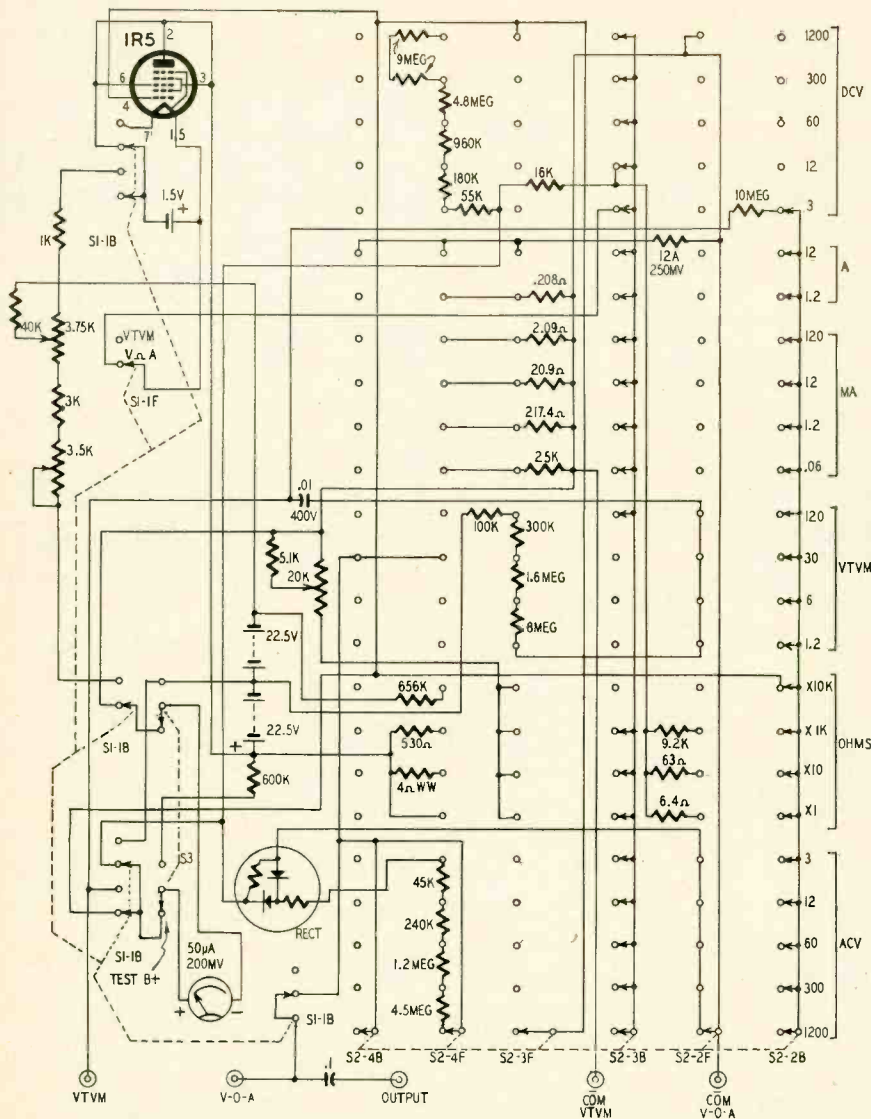 1R5
2
6
3
4
7
1.5
1.5V
+
1K
S1-1B
40K
3.75K
VTVM
VΩA
S1-1F
3K
3.5K
.01
400V
5.1K
20K
22.5V
22.5V
+
S1-1B
600K
S3
RECT
S1-1B
TEST B+
50µA
200MV
+
-
S1-1B
.1
9MEG
4.8MEG
960K
180K
55K
16K
10MEG
12A
250MV
.208Ω
2.09Ω
20.9Ω
217.4Ω
2.5K
100K
300K
1.6MEG
.8MEG
656K
530Ω
4Ω WW
9.2K
63Ω
6.4Ω
45K
240K
1.2MEG
4.5MEG
1200
300
60
12
3
DCV
12
1.2
A
120
12
1.2
.06
MA
120
30
6
1.2
VTVM
X10K
X1K
X10
X1
OHMS
3
12
60
300
1200
ACV
S2-4B
S2-4F
S2-3F
S2-3B
S2-2F
S2-2B
VTVM
V-O-A
OUTPUT
COM
VTVM
COM
V-O-A